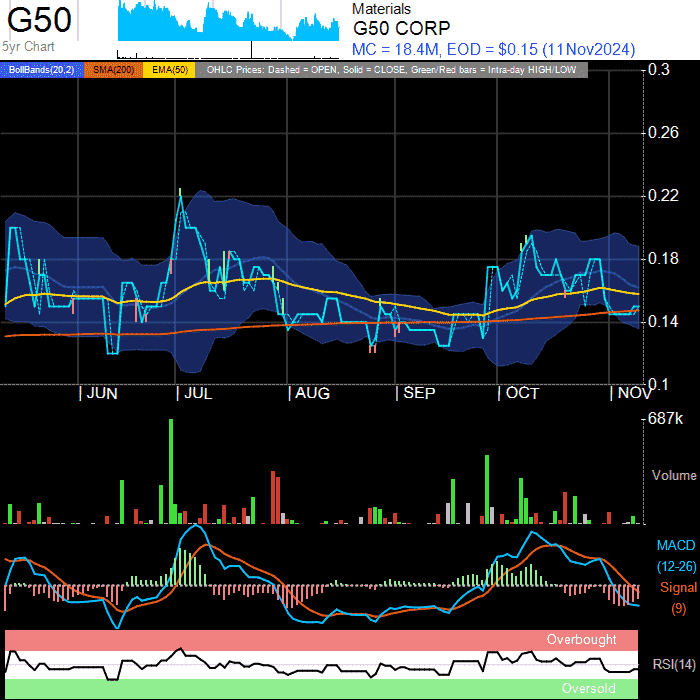 G50
5yr Chart
Materials
G50 CORP
MC = 18.4M, EOD = $0.15 (11Nov2024)
BollBands(20,2) SMA(200) EMA(50) OHLC Prices: Dashed = OPEN, Solid = CLOSE, Green/Red bars = Intra-day HIGH/LOW
0.3
0.26
0.22
0.18
0.14
0.1
JUN JUL AUG SEP OCT NOV
687k
Volume
MACD
(12-26)
Signal
(9)
Overbought
RSI(14)
Oversold